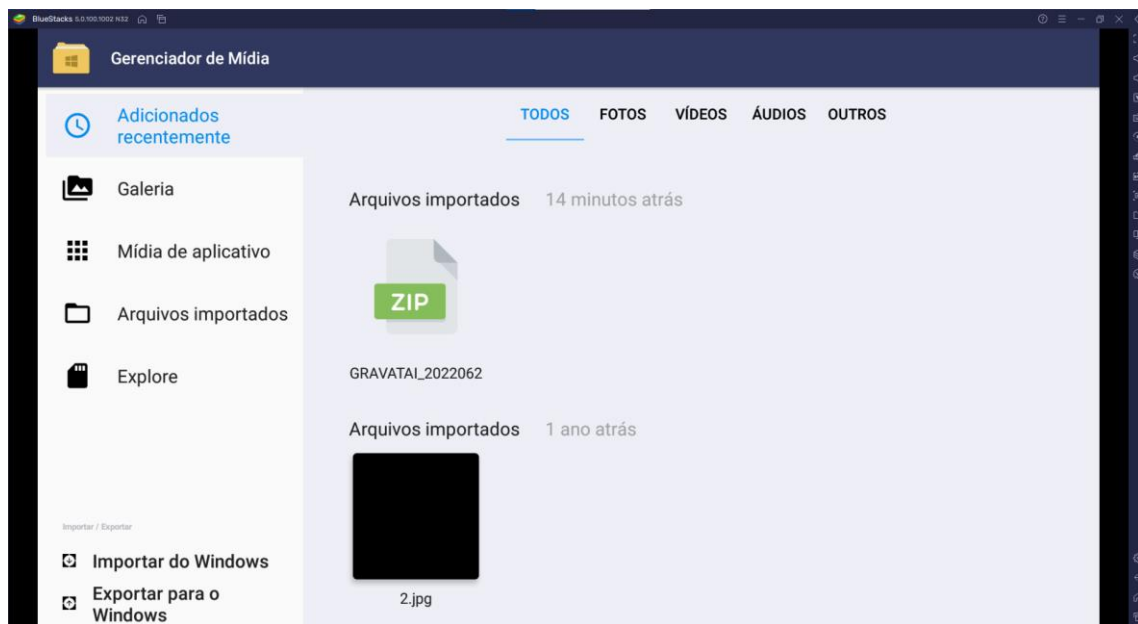 BlueStacks 5.0.100.1002 N32
Gerenciador de Mídia
Adicionados
recentemente
Galeria
Mídia de aplicativo
Arquivos importados
Explore
Importar / Exportar
Importar do Windows
Exportar para o
Windows
TODOS FOTOS VÍDEOS ÁUDIOS OUTROS
Arquivos importados 14 minutos atrás
ZIP
GRAVATAI_2022062
Arquivos importados 1 ano atrás
2.jpg